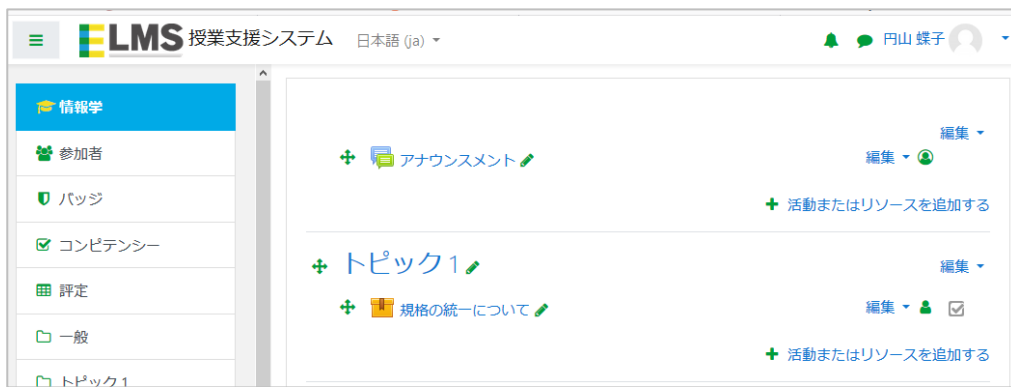 ELMS 授業支援システム 日本語 (ja) 円山 蝶子
情報学
参加者
バッジ
コンピテンシー
評定
一般
トピック 1
編集
アナウンスメント 編集
活動またはリソースを追加する
トピック 1 編集
規格の統一について 編集
活動またはリソースを追加する